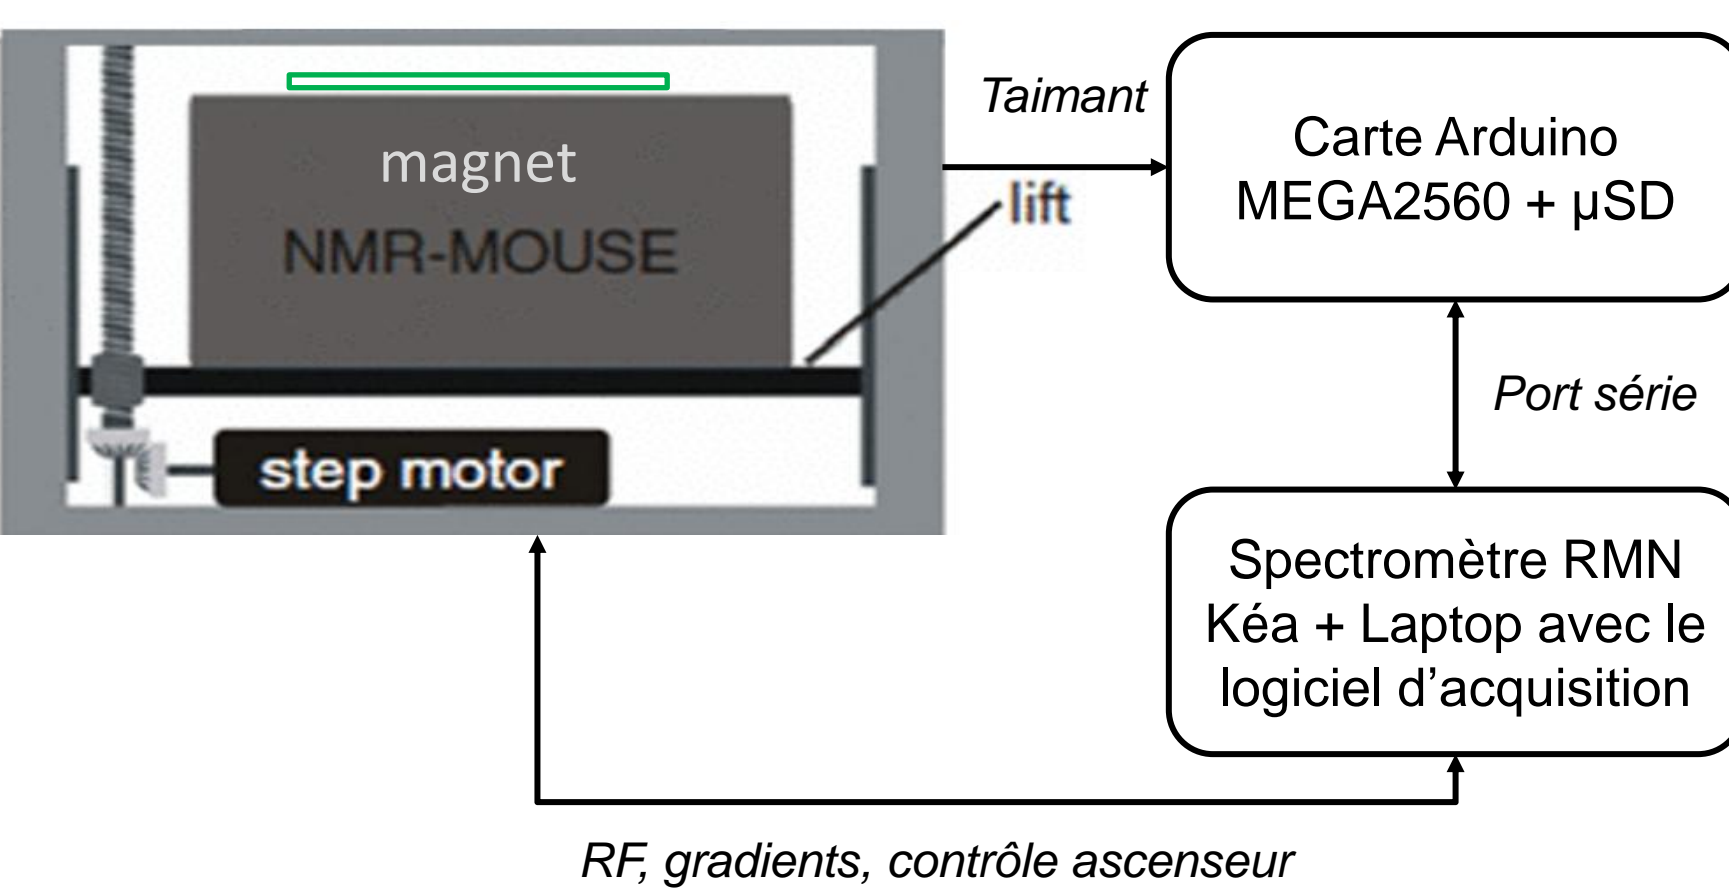 magnet
NMR-MOUSE
step motor
lift
Taimant
Carte Arduino
MEGA2560 + µSD
Port série
Spectromètre RMN
Kéa + Laptop avec le
logiciel d’acquisition
RF, gradients, contrôle ascenseur